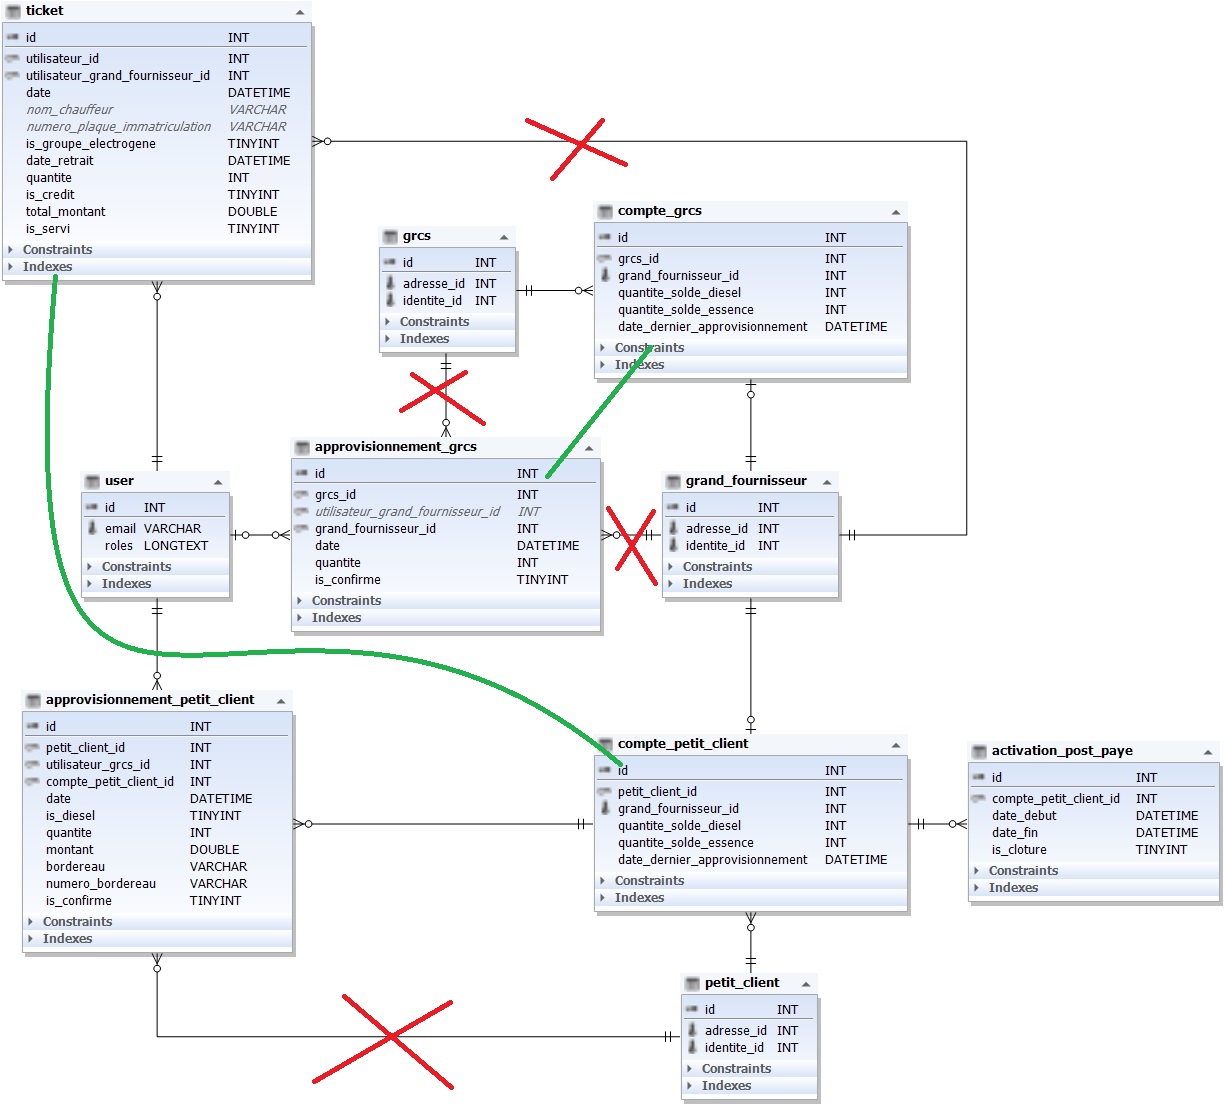 ticket
id INT
utilisateur_id INT
utilisateur_grand_fournisseur_id INT
date DATETIME
nom_chauffeur VARCHAR
numero_plaque_immatriculation VARCHAR
is_groupe_electrogene TINYINT
date_retrait DATETIME
quantite INT
is_credit TINYINT
total_montant DOUBLE
is_servi TINYINT
Constraints
Indexes
grcs
id INT
adresse_id INT
identite_id INT
Constraints
Indexes
compte_grcs
id INT
grcs_id INT
grand_fournisseur_id INT
quantite_solde_diesel INT
quantite_solde_essence INT
date_dernier_approvisionnement DATETIME
Constraints
Indexes
user
id INT
email VARCHAR
roles LONGTEXT
Constraints
Indexes
approvisionnement_grcs
id INT
grcs_id INT
utilisateur_grand_fournisseur_id INT
grand_fournisseur_id INT
date DATETIME
quantite INT
is_confirme TINYINT
Constraints
Indexes
grand_fournisseur
id INT
adresse_id INT
identite_id INT
Constraints
Indexes
approvisionnement_petit_client
id INT
petit_client_id INT
utilisateur_grcs_id INT
compte_petit_client_id INT
date DATETIME
is_diesel TINYINT
quantite INT
montant DOUBLE
bordereau VARCHAR
numero_bordereau VARCHAR
is_confirme TINYINT
Constraints
Indexes
compte_petit_client
id INT
petit_client_id INT
grand_fournisseur_id INT
quantite_solde_diesel INT
quantite_solde_essence INT
date_dernier_approvisionnement DATETIME
Constraints
Indexes
activation_post_paye
id INT
compte_petit_client_id INT
date_debut DATETIME
date_fin DATETIME
is_cloture TINYINT
Constraints
Indexes
petit_client
id INT
adresse_id INT
identite_id INT
Constraints
Indexes